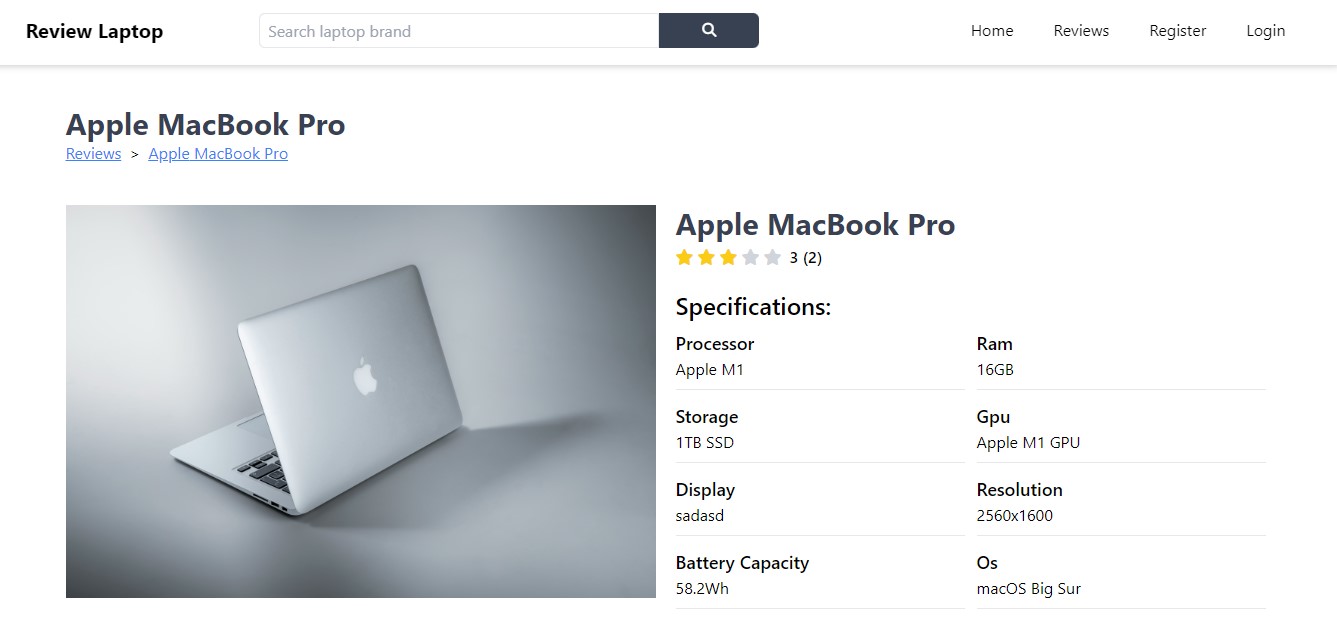 Review Laptop
Search laptop brand
Home Reviews Register Login
Apple MacBook Pro
Reviews > Apple MacBook Pro
Apple MacBook Pro
3 (2)
Specifications:
Processor Ram
Apple M1 16GB
Storage Gpu
1TB SSD Apple M1 GPU
Display Resolution
sadasd 2560x1600
Battery Capacity Os
58.2Wh macOS Big Sur